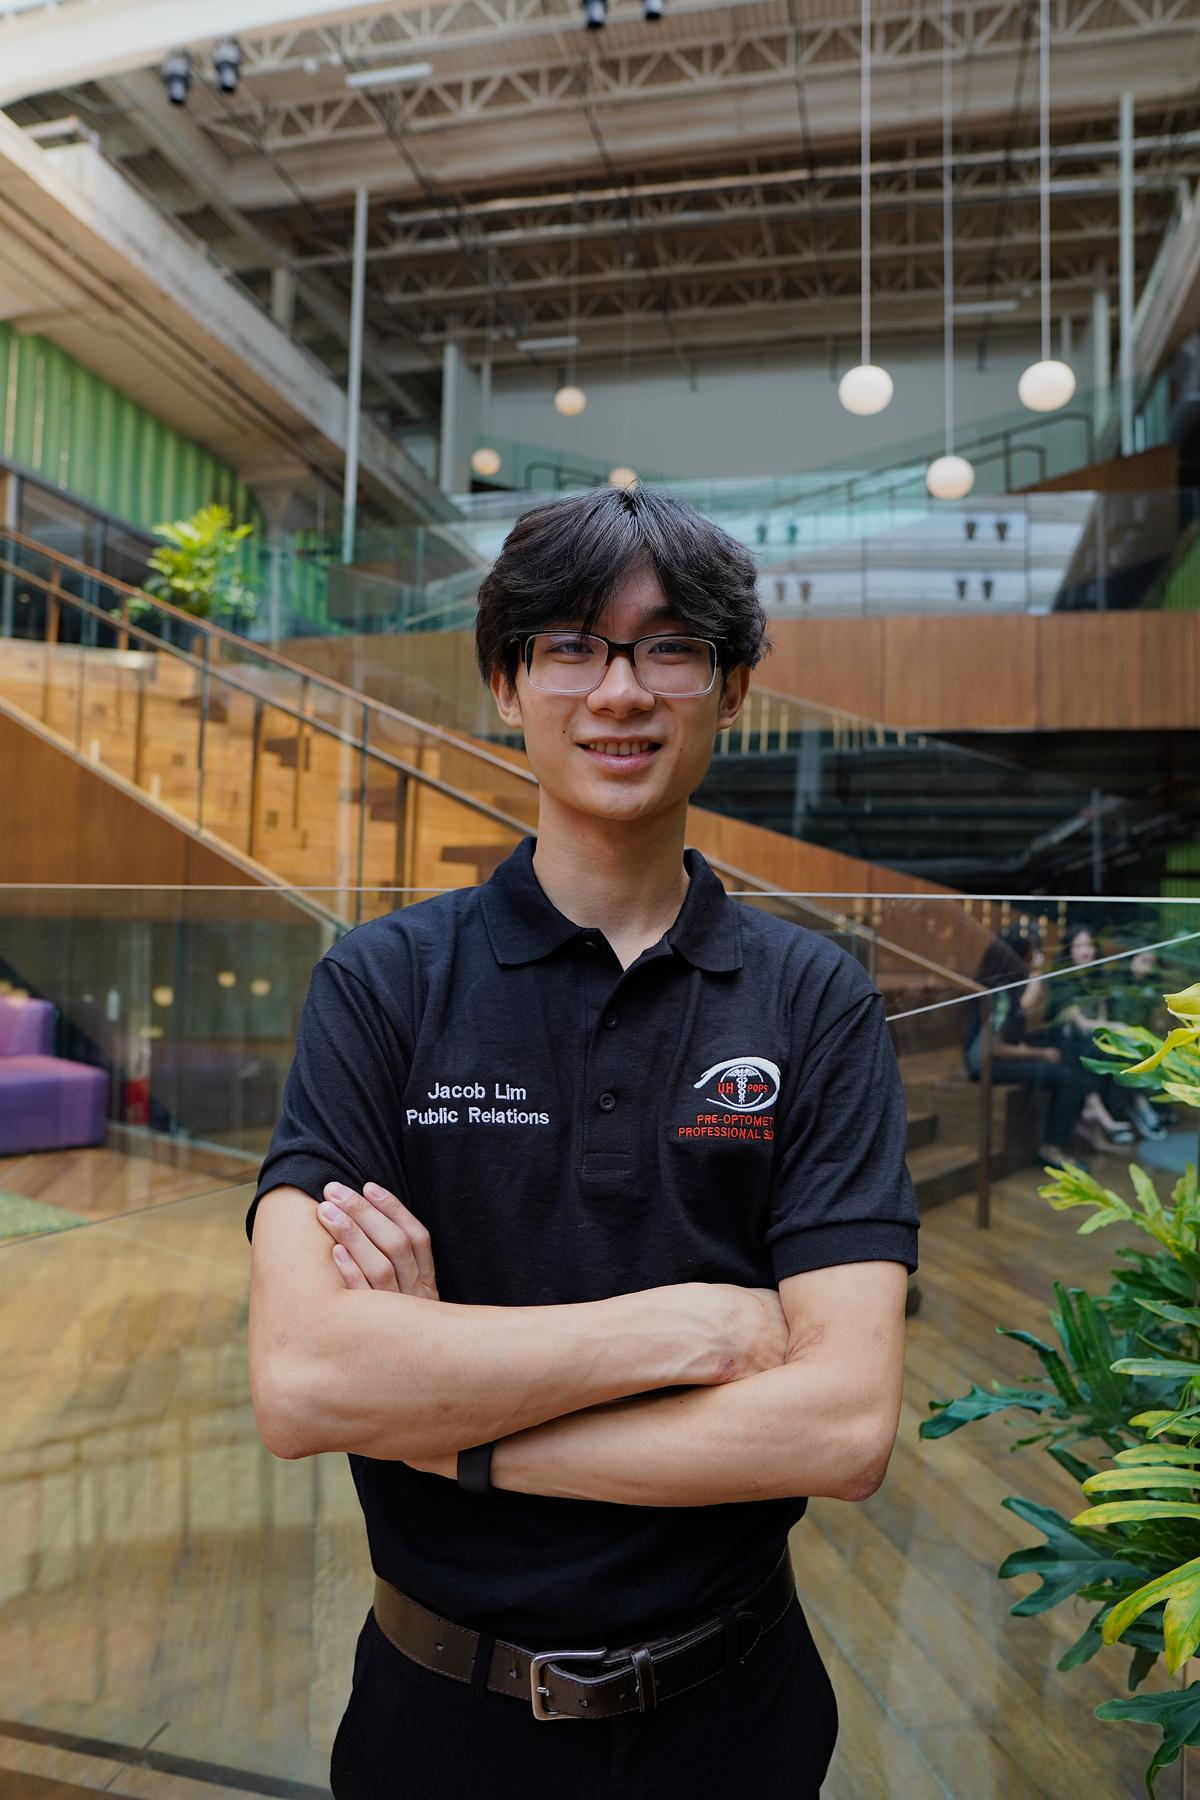 Jacob Lim
Public Relations
UH POPS
PRE-OPTOMET
PROFESSIONAL SO